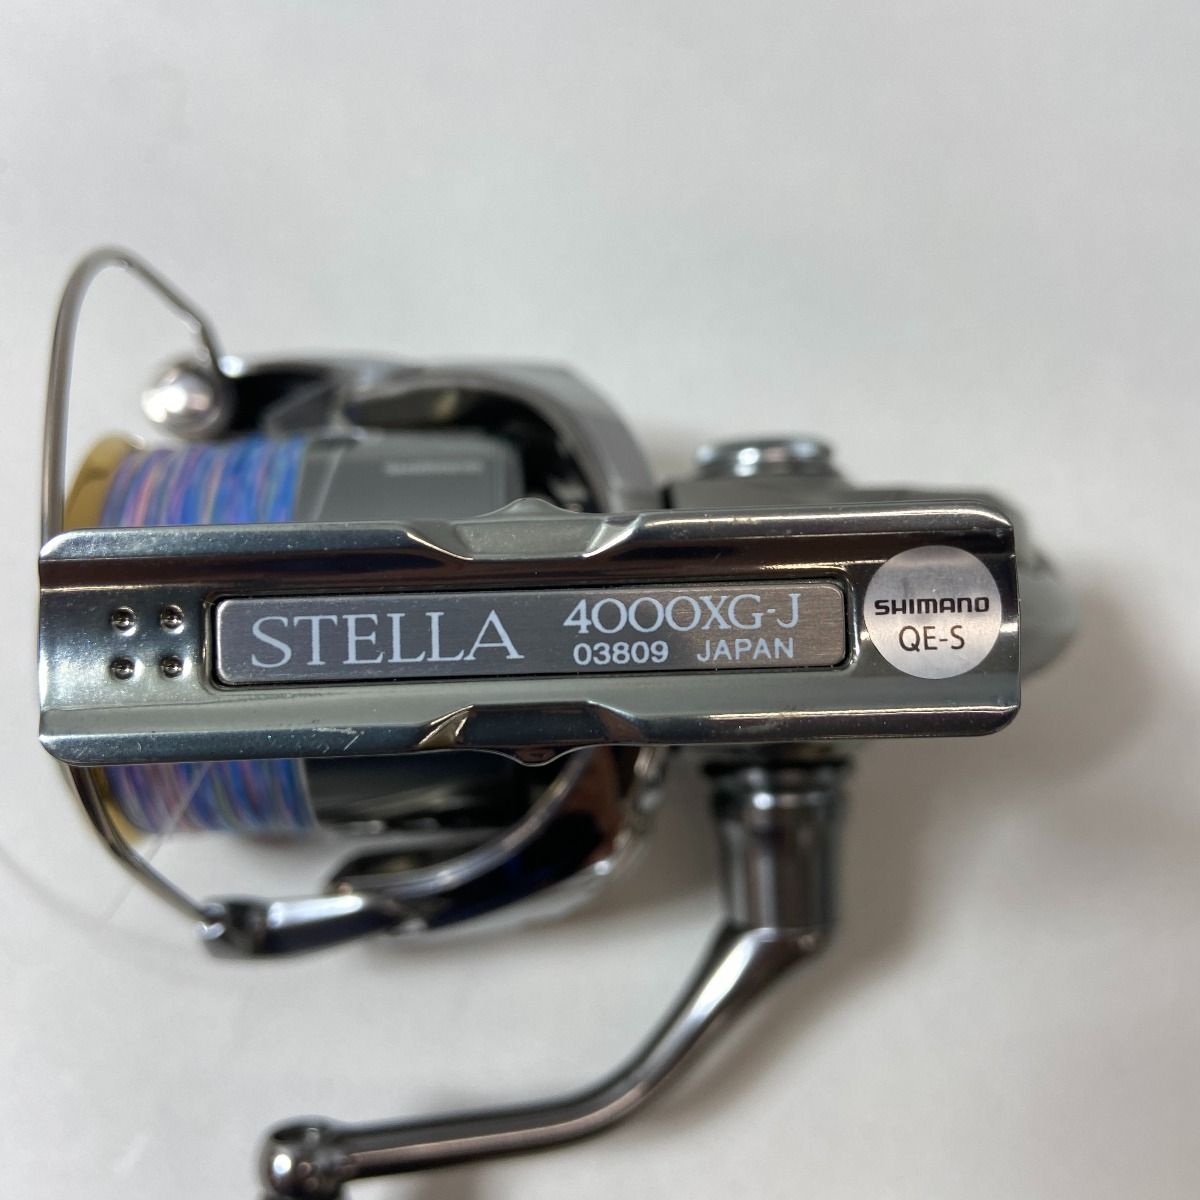 STELLA
4000XG-J
03809 JAPAN
SHIMANO
QE-S